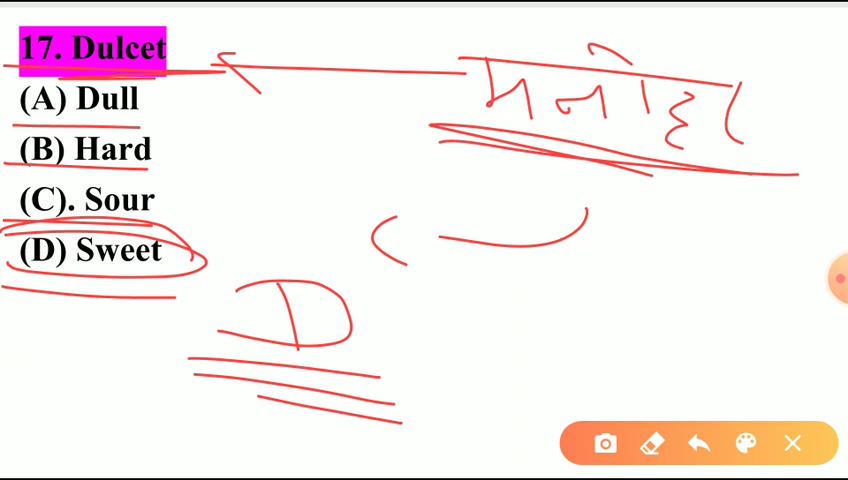 17. Dulcet
मनोहर
(A) Dull
(B) Hard
(C). Sour
(D) Sweet
D